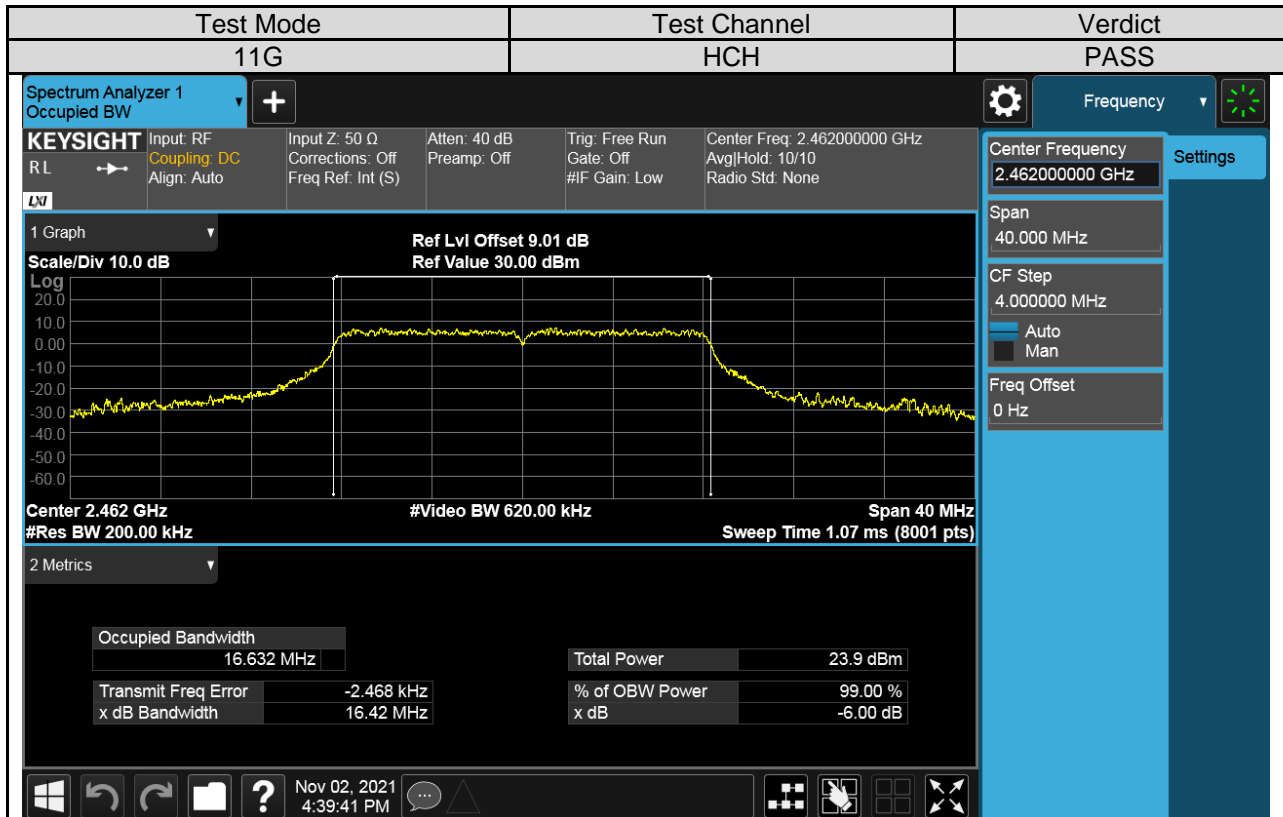 Test Mode Test Channel Verdict
11G HCH PASS
Spectrum Analyzer 1
Occupied BW
+
Frequency
KEYSIGHT Input: RF Input Z: 50 Ω Atten: 40 dB Trig: Free Run Center Freq: 2.462000000 GHz
RL Coupling: DC Corrections: Off Preamp: Off Gate: Off Avg|Hold: 10/10
Align: Auto Freq Ref: Int (S) #IF Gain: Low Radio Std: None
LXI
Center Frequency
2.462000000 GHz
Settings
Span
40.000 MHz
CF Step
4.000000 MHz
Auto
Man
Freq Offset
0 Hz
1 Graph
Ref Lvl Offset 9.01 dB
Scale/Div 10.0 dB Ref Value 30.00 dBm
Log
20.0
10.0
0.00
-10.0
-20.0
-30.0
-40.0
-50.0
-60.0
Center 2.462 GHz #Video BW 620.00 kHz Span 40 MHz
#Res BW 200.00 kHz Sweep Time 1.07 ms (8001 pts)
2 Metrics
Occupied Bandwidth
16.632 MHz Total Power 23.9 dBm
Transmit Freq Error -2.468 kHz % of OBW Power 99.00 %
x dB Bandwidth 16.42 MHz x dB -6.00 dB
? Nov 02, 2021
4:39:41 PM